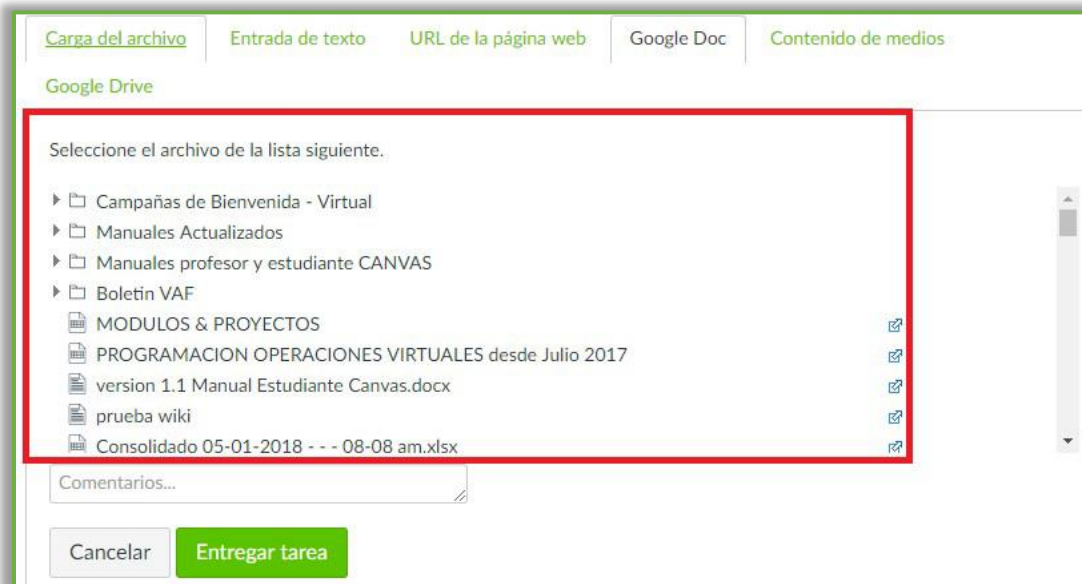 Carga del archivo Entrada de texto URL de la página web Google Doc Contenido de medios
Google Drive
Seleccione el archivo de la lista siguiente.
Campañas de Bienvenida - Virtual
Manuales Actualizados
Manuales profesor y estudiante CANVAS
Boletin VAF
MODULOS & PROYECTOS
PROGRAMACION OPERACIONES VIRTUALES desde Julio 2017
version 1.1 Manual Estudiante Canvas.docx
prueba wiki
Consolidado 05-01-2018 - - - 08-08 am.xlsx
Comentarios...
Cancelar Entregar tarea